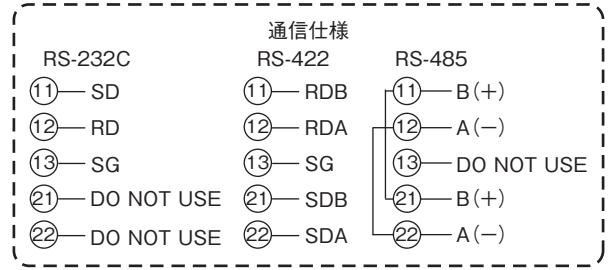 通信仕様
RS-232C RS-422 RS-485
11 SD 11 RDB 11 B(+)
12 RD 12 RDA 12 A(−)
13 SG 13 SG 13 DO NOT USE
21 DO NOT USE 21 SDB 21 B(+)
22 DO NOT USE 22 SDA 22 A(−)